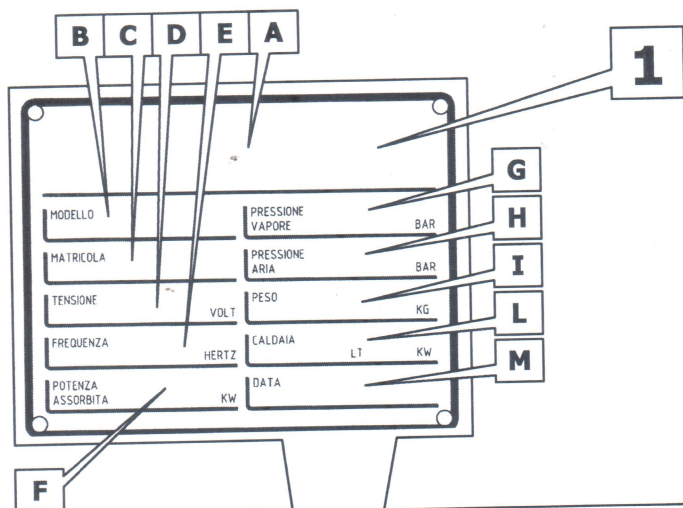 B C D E A
1
G
MODELLO
PRESSIONE
VAPORE BAR
H
MATRICOLA
PRESSIONE
ARIA BAR
I
TENSIONE VOLT
PESO KG
L
FREQUENZA HERTZ
CALDAIA LT KW
M
POTENZA
ASSORBITA KW
DATA
F